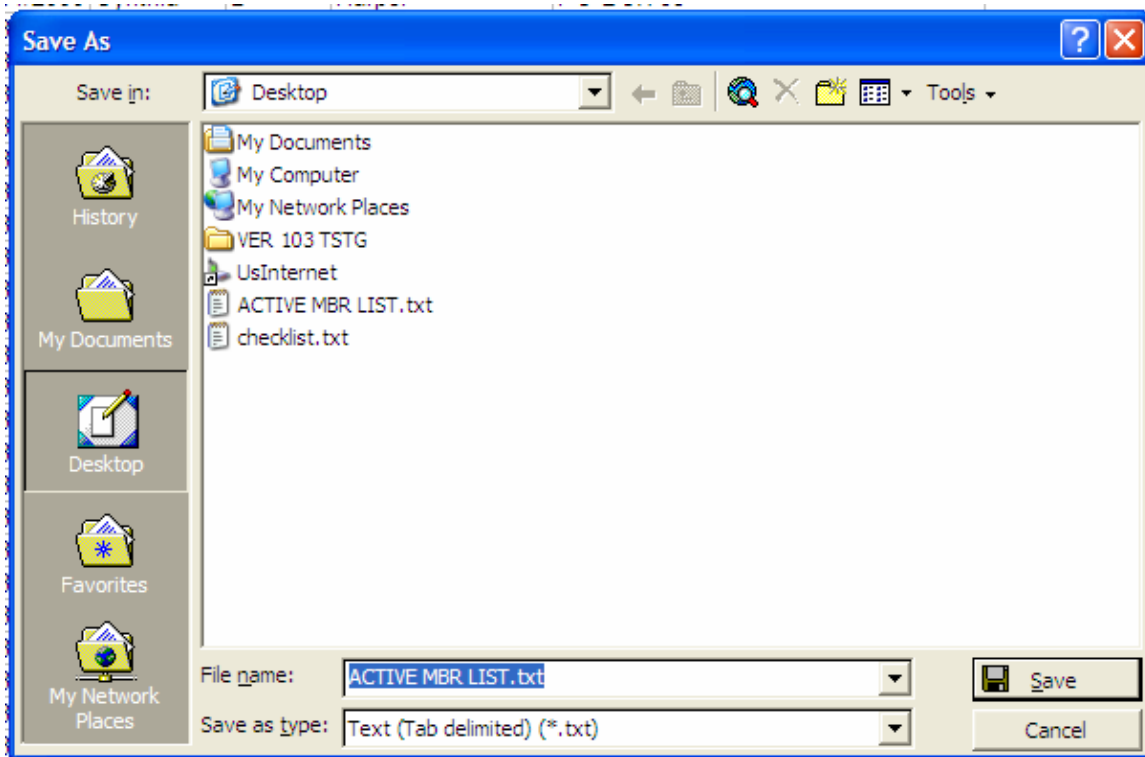 Save As
Save in:
Desktop
Tools
My Documents
My Computer
My Network Places
VER 103 TSTG
UsInternet
ACTIVE MBR LIST.txt
checklist.txt
History
My Documents
Desktop
Favorites
My Network
Places
File name:
ACTIVE MBR LIST.txt
Save
Save as type:
Text (Tab delimited) (*.txt)
Cancel